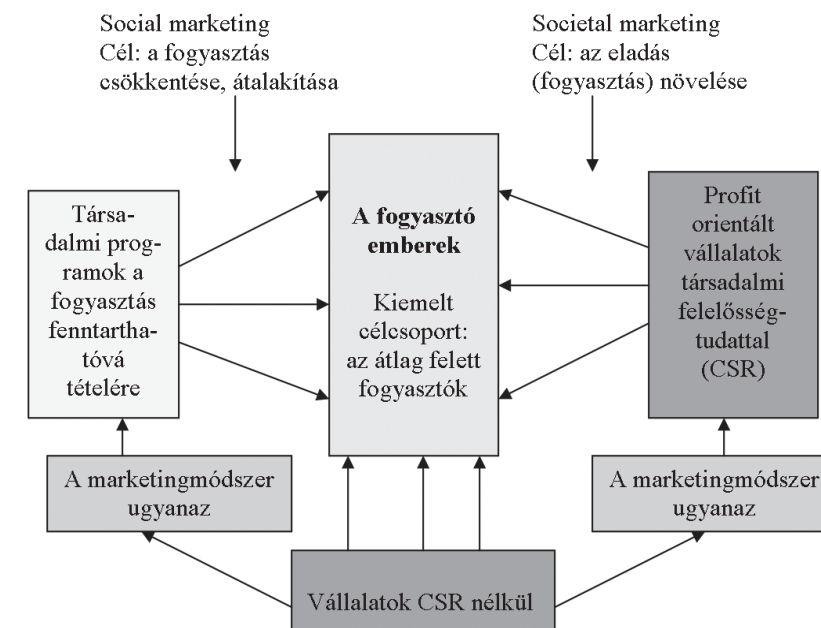 Social marketing
Cél: a fogyasztás
csökkentése, átalakítása
Societal marketing
Cél: az eladás
(fogyasztás) növelése
Társa-
dalmi prog-
ramok a
fogyasztás
fenntartha-
tóvá
tételére
A fogyasztó
emberek
Kiemelt
célcsoport:
az átlag felett
fogyasztók
Profit
orientált
vállalatok
társadalmi
felelősség-
tudattal
(CSR)
A marketingmódszer
ugyanaz
A marketingmódszer
ugyanaz
Vállalatok CSR nélkül